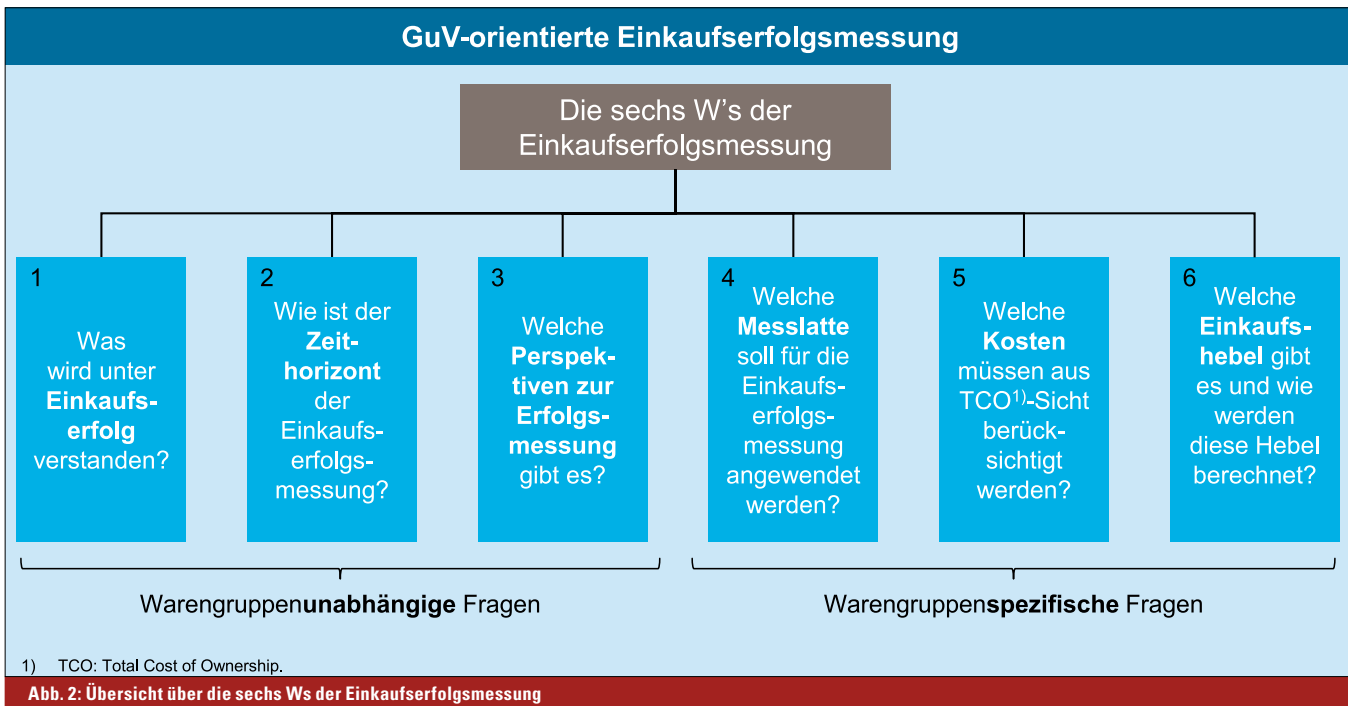 GuV-orientierte Einkaufserfolgsmessung
Die sechs W's der
Einkaufserfolgsmessung
1
Was
wird unter
Einkaufs-
erfolg
verstanden?
2
Wie ist der
Zeit-
horizont
der
Einkaufs-
erfolgs-
messung?
3
Welche
Perspek-
tiven zur
Erfolgs-
messung
gibt es?
4
Welche
Messlatte
soll für die
Einkaufs-
erfolgs-
messung
angewendet
werden?
5
Welche
Kosten
müssen aus
TCO1)-Sicht
berück-
sichtigt
werden?
6
Welche
Einkaufs-
hebel gibt
es und wie
werden
diese Hebel
berechnet?
Warengruppenunabhängige Fragen
Warengruppenspezifische Fragen
1) TCO: Total Cost of Ownership.
Abb. 2: Übersicht über die sechs Ws der Einkaufserfolgsmessung